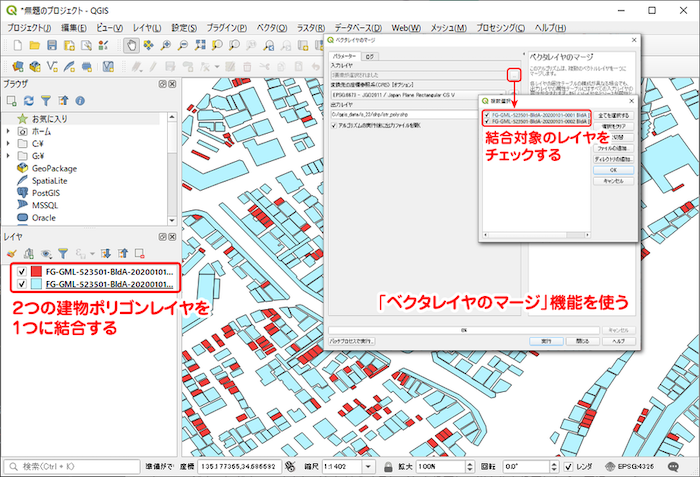 *無題のプロジェクト - QGIS
プロジェクト(J) 編集(E) ビュー(V) レイヤ(L) 設定(S) プラグイン(P) ベクタ(O) ラスタ(R) データベース(D) Web(W) メッシュ(M) プロセシング(C) ヘルプ(H)
ブラウザ
お気に入り
ホーム
C:¥
G:¥
GeoPackage
SpatiaLite
PostGIS
MSSQL
Oracle
レイヤ
FG-GML-523501-BldA-20200101...
FG-GML-523501-BldA-20200101...
2つの建物ポリゴンレイヤを
1つに結合する
ベクタレイヤのマージ
パラメーター ログ
入力レイヤ
変換先の座標参照系(CRS) [オプション]
EPSG:6673 - JGD2011 / Japan Plane Rectangular CS V
出力レイヤ
アルゴリズムの実行後に出力ファイルを開く
ベクタレイヤのマージ
複数選択
FG-GML-523501-BldA-20200101-0001 BldA
FG-GML-523501-BldA-20200101-0002 BldA
全てを選択する
選択をクリア
ファイルの追加...
ディレクトリの追加...
OK
キャンセル
結合対象のレイヤを
チェックする
「ベクタレイヤのマージ」機能を使う
0%
キャンセル
バッチプロセスで実行...
実行
閉じる
ヘルプ
検索(Ctrl + K)
準備がで 座標 縮尺 1:1402 拡大 100% 回転 0.0° レンダ EPSG:4326